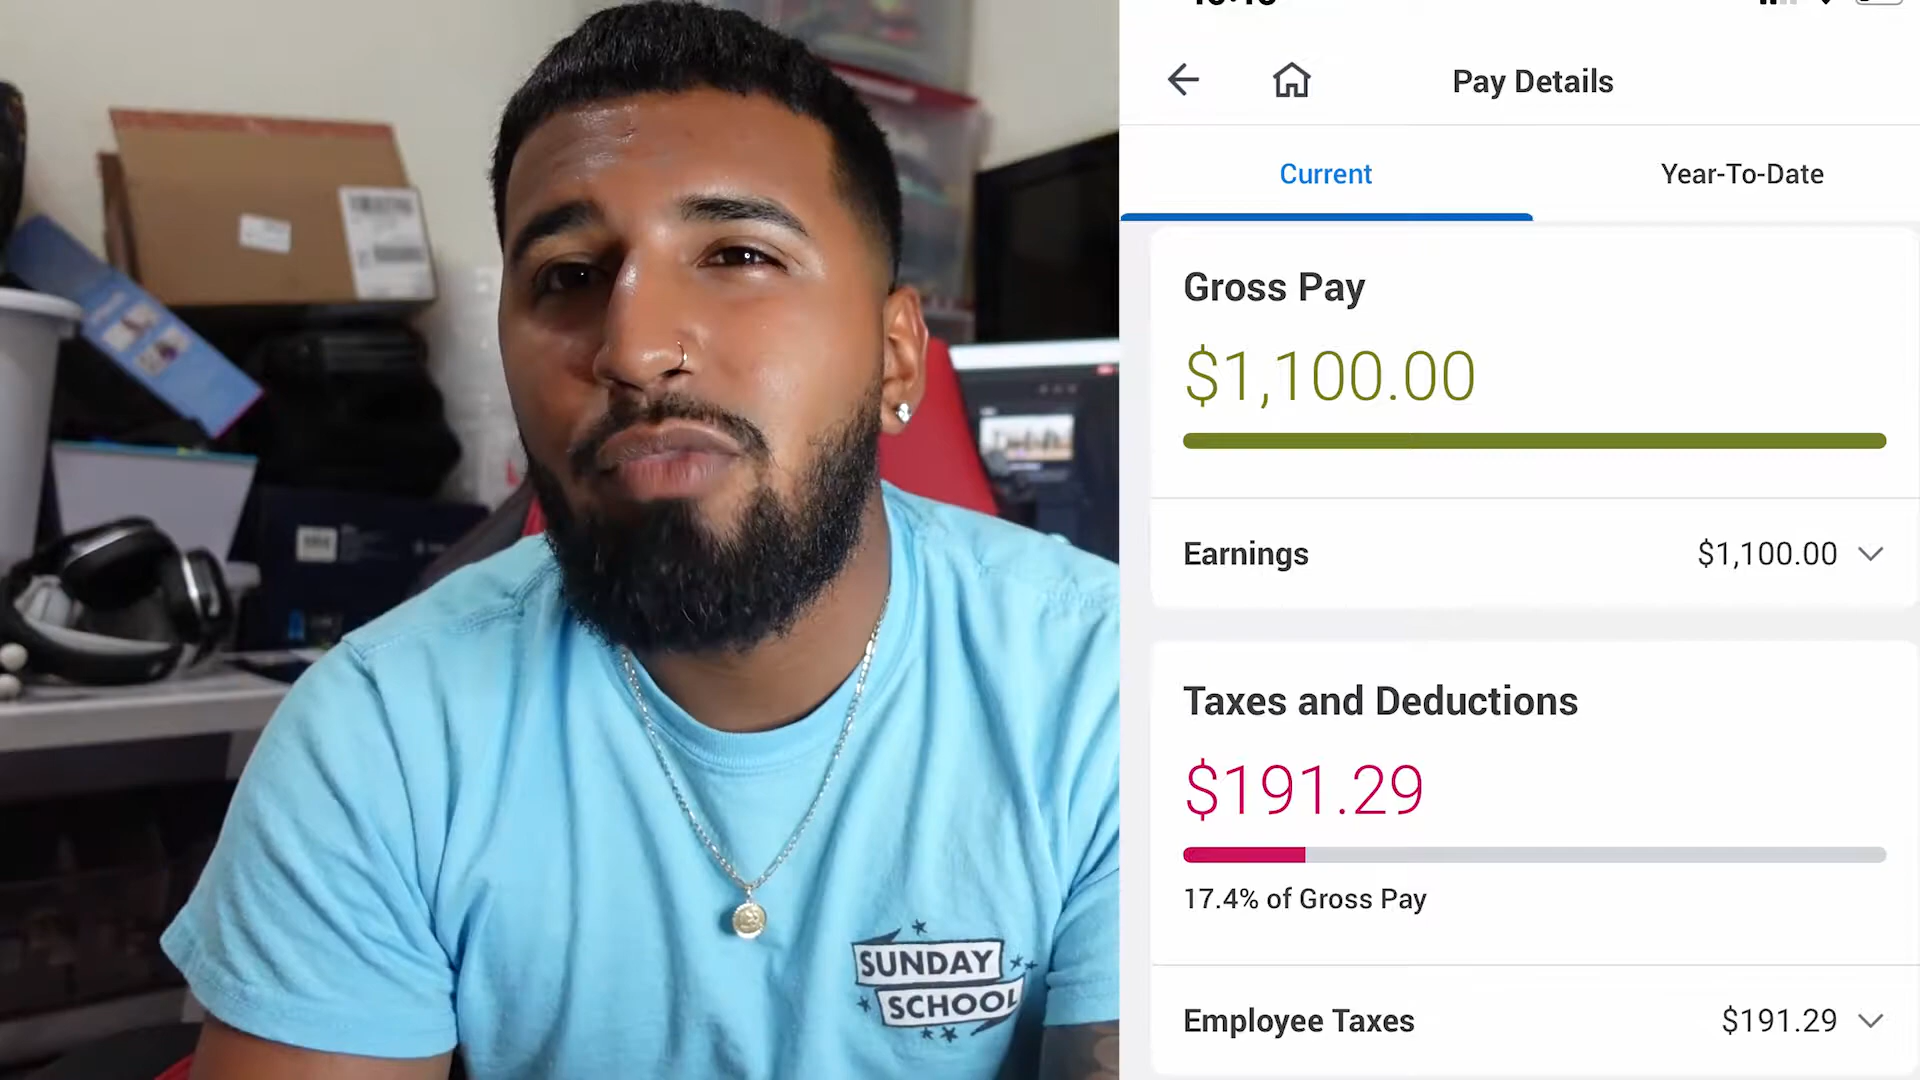 SUNDAY
SCHOOL
Pay Details
Current
Year-To-Date
Gross Pay
$1,100.00
Earnings
$1,100.00
Taxes and Deductions
$191.29
17.4% of Gross Pay
Employee Taxes
$191.29